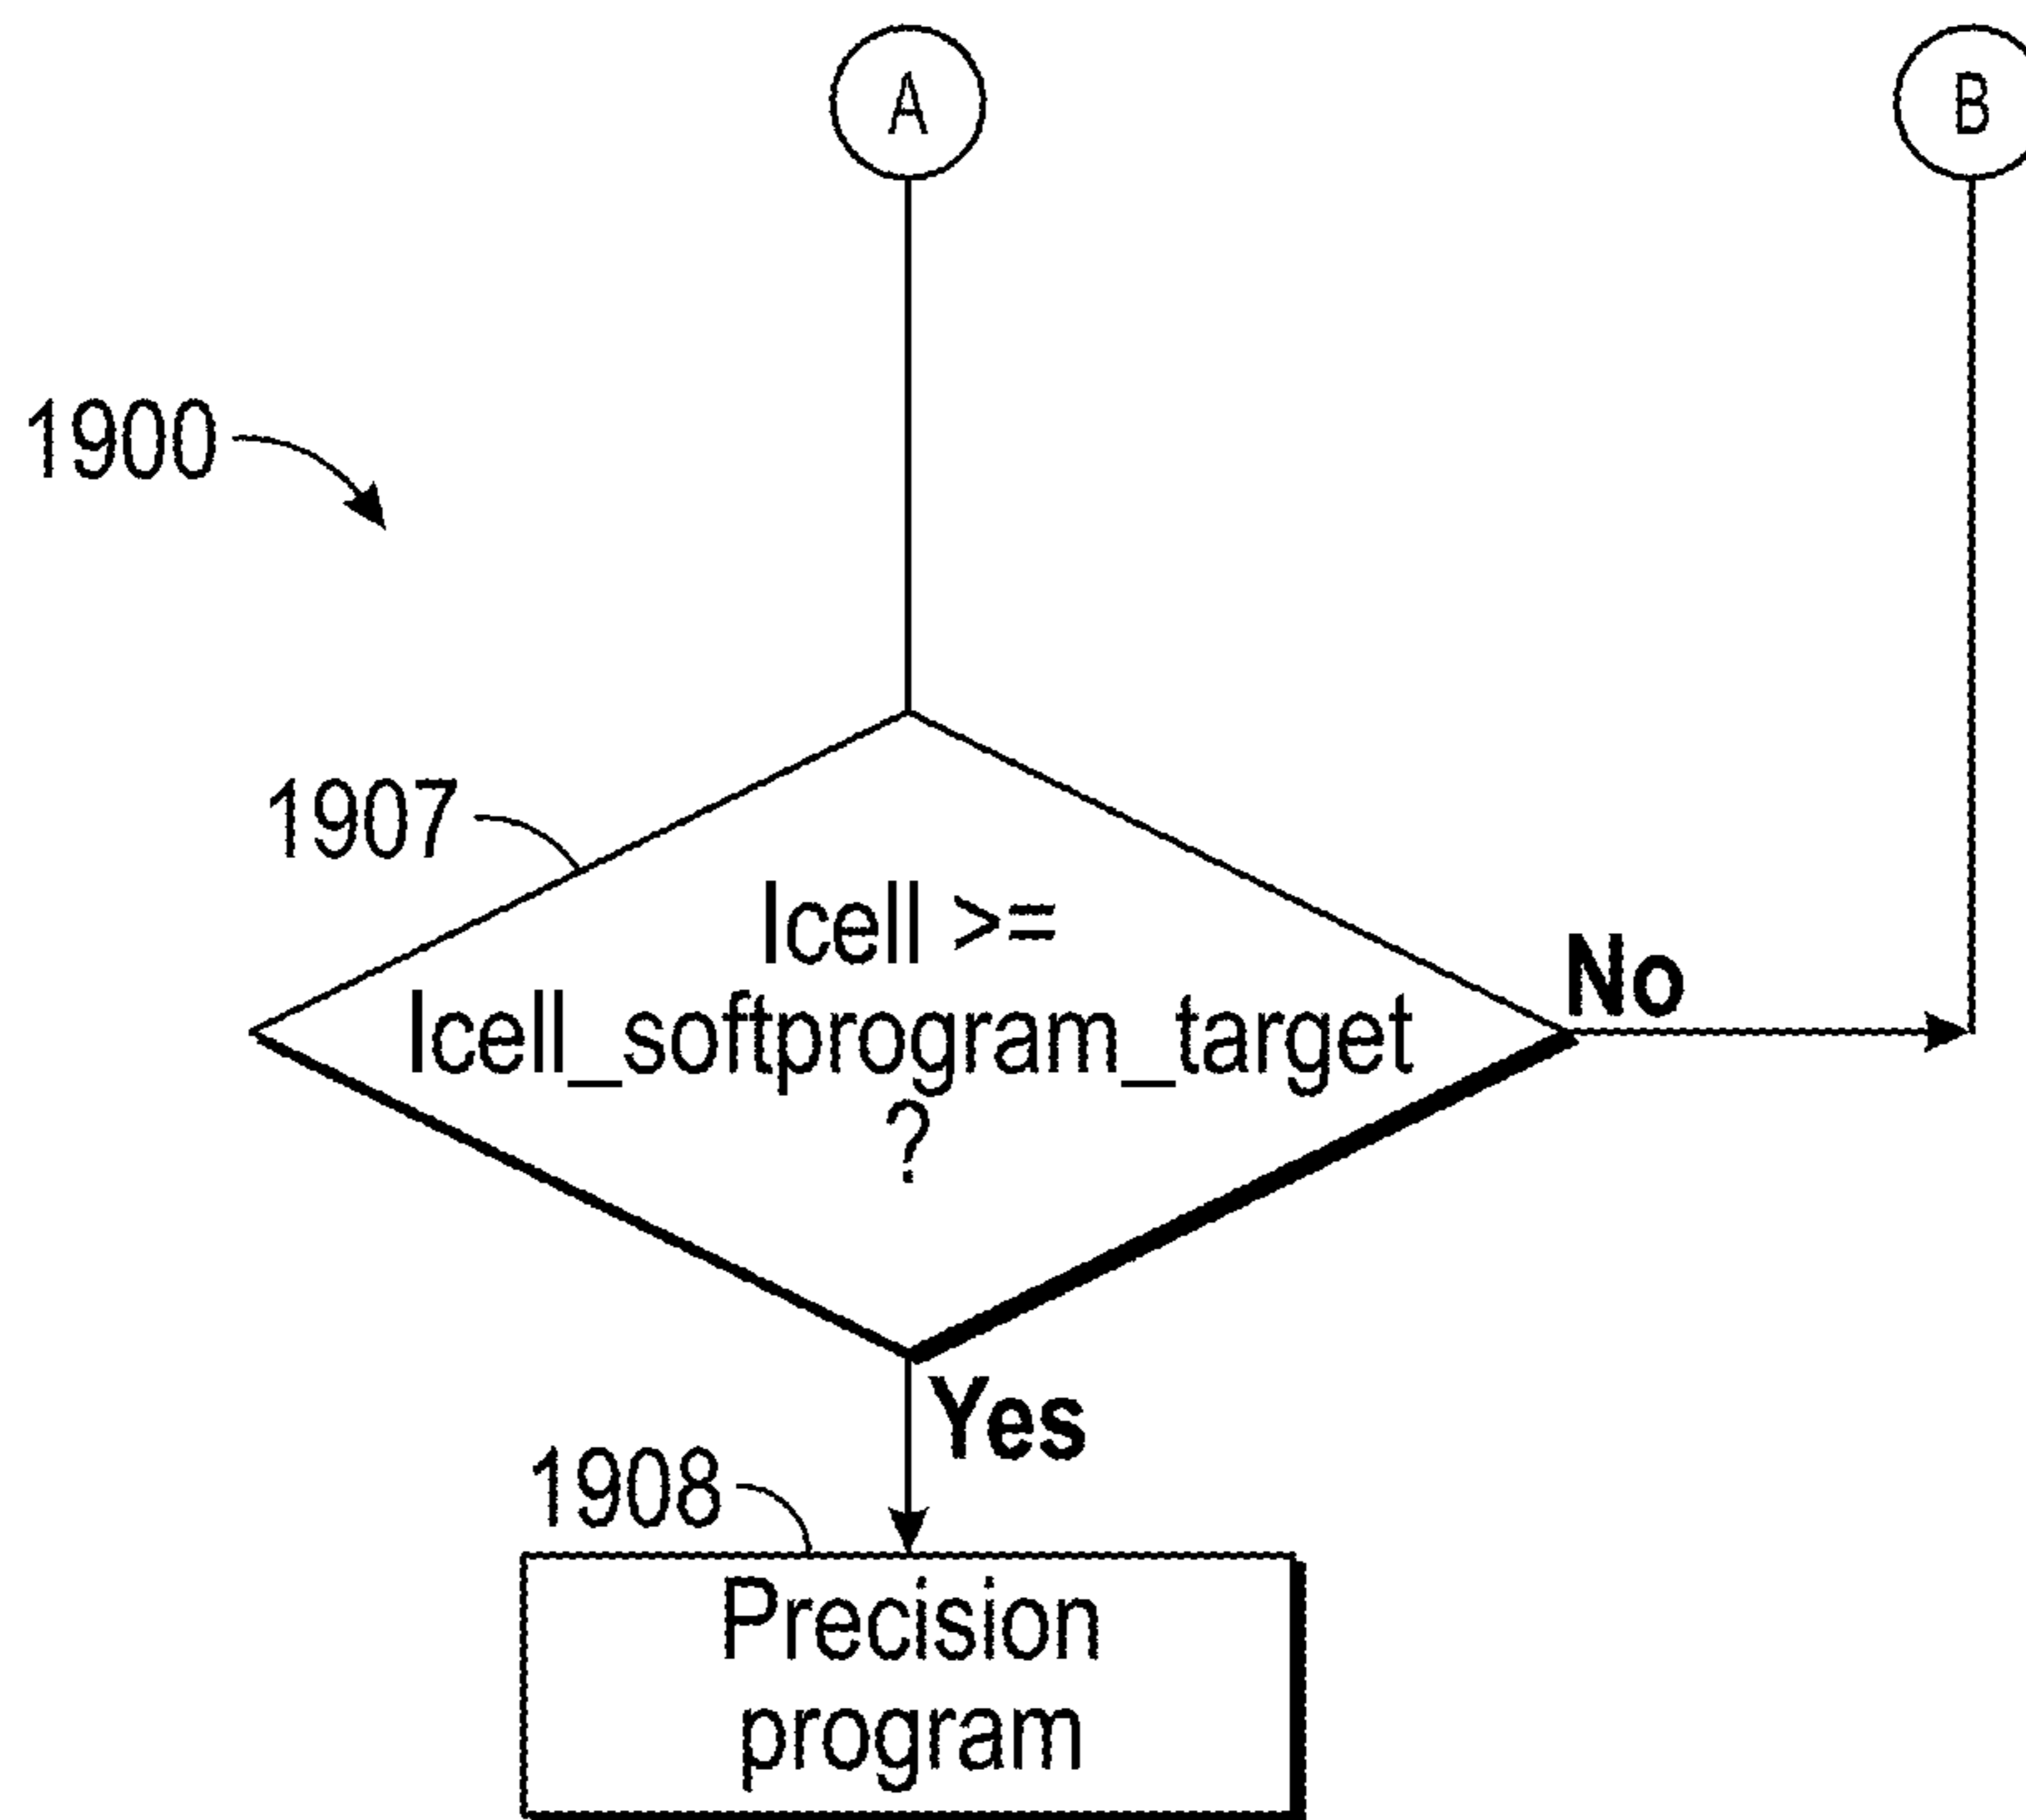 A
B
1900
1907
Icell >=
Icell_softprogram_target
?
No
Yes
1908
Precision
program